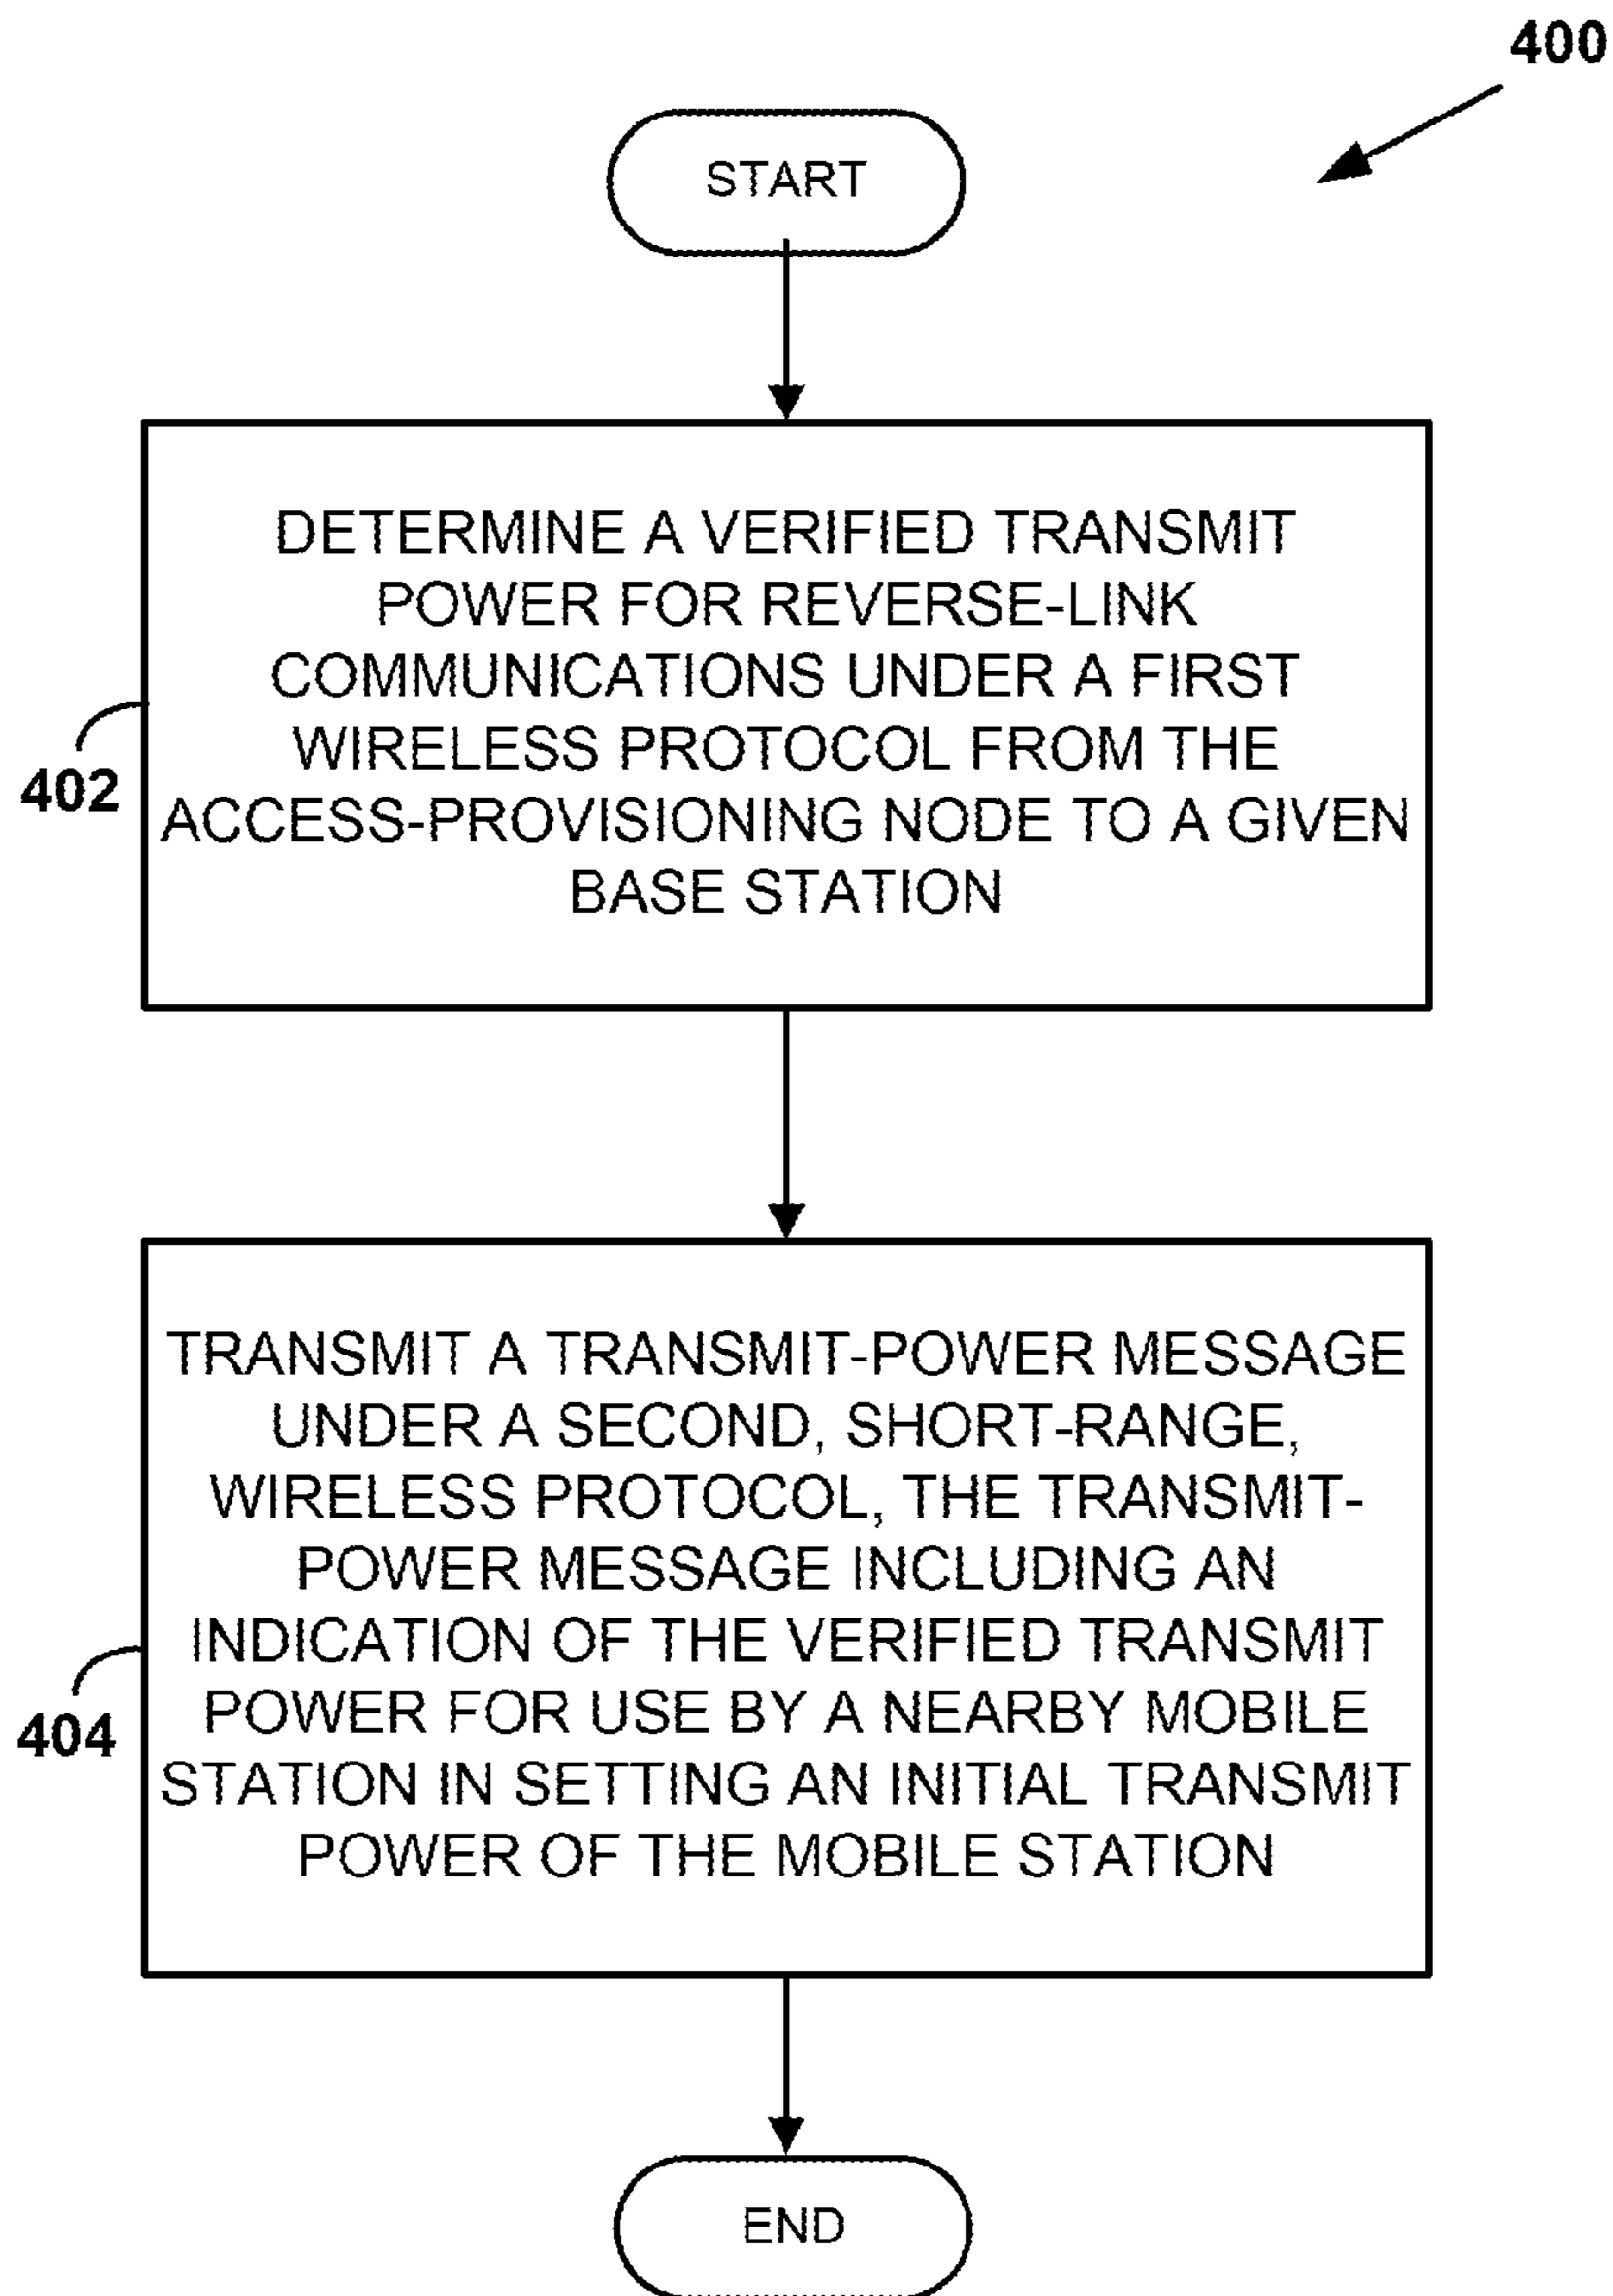 400
START
DETERMINE A VERIFIED TRANSMIT
POWER FOR REVERSE-LINK
COMMUNICATIONS UNDER A FIRST
WIRELESS PROTOCOL FROM THE
ACCESS-PROVISIONING NODE TO A GIVEN
BASE STATION
402
TRANSMIT A TRANSMIT-POWER MESSAGE
UNDER A SECOND, SHORT-RANGE,
WIRELESS PROTOCOL, THE TRANSMIT-
POWER MESSAGE INCLUDING AN
INDICATION OF THE VERIFIED TRANSMIT
POWER FOR USE BY A NEARBY MOBILE
STATION IN SETTING AN INITIAL TRANSMIT
POWER OF THE MOBILE STATION
404
END